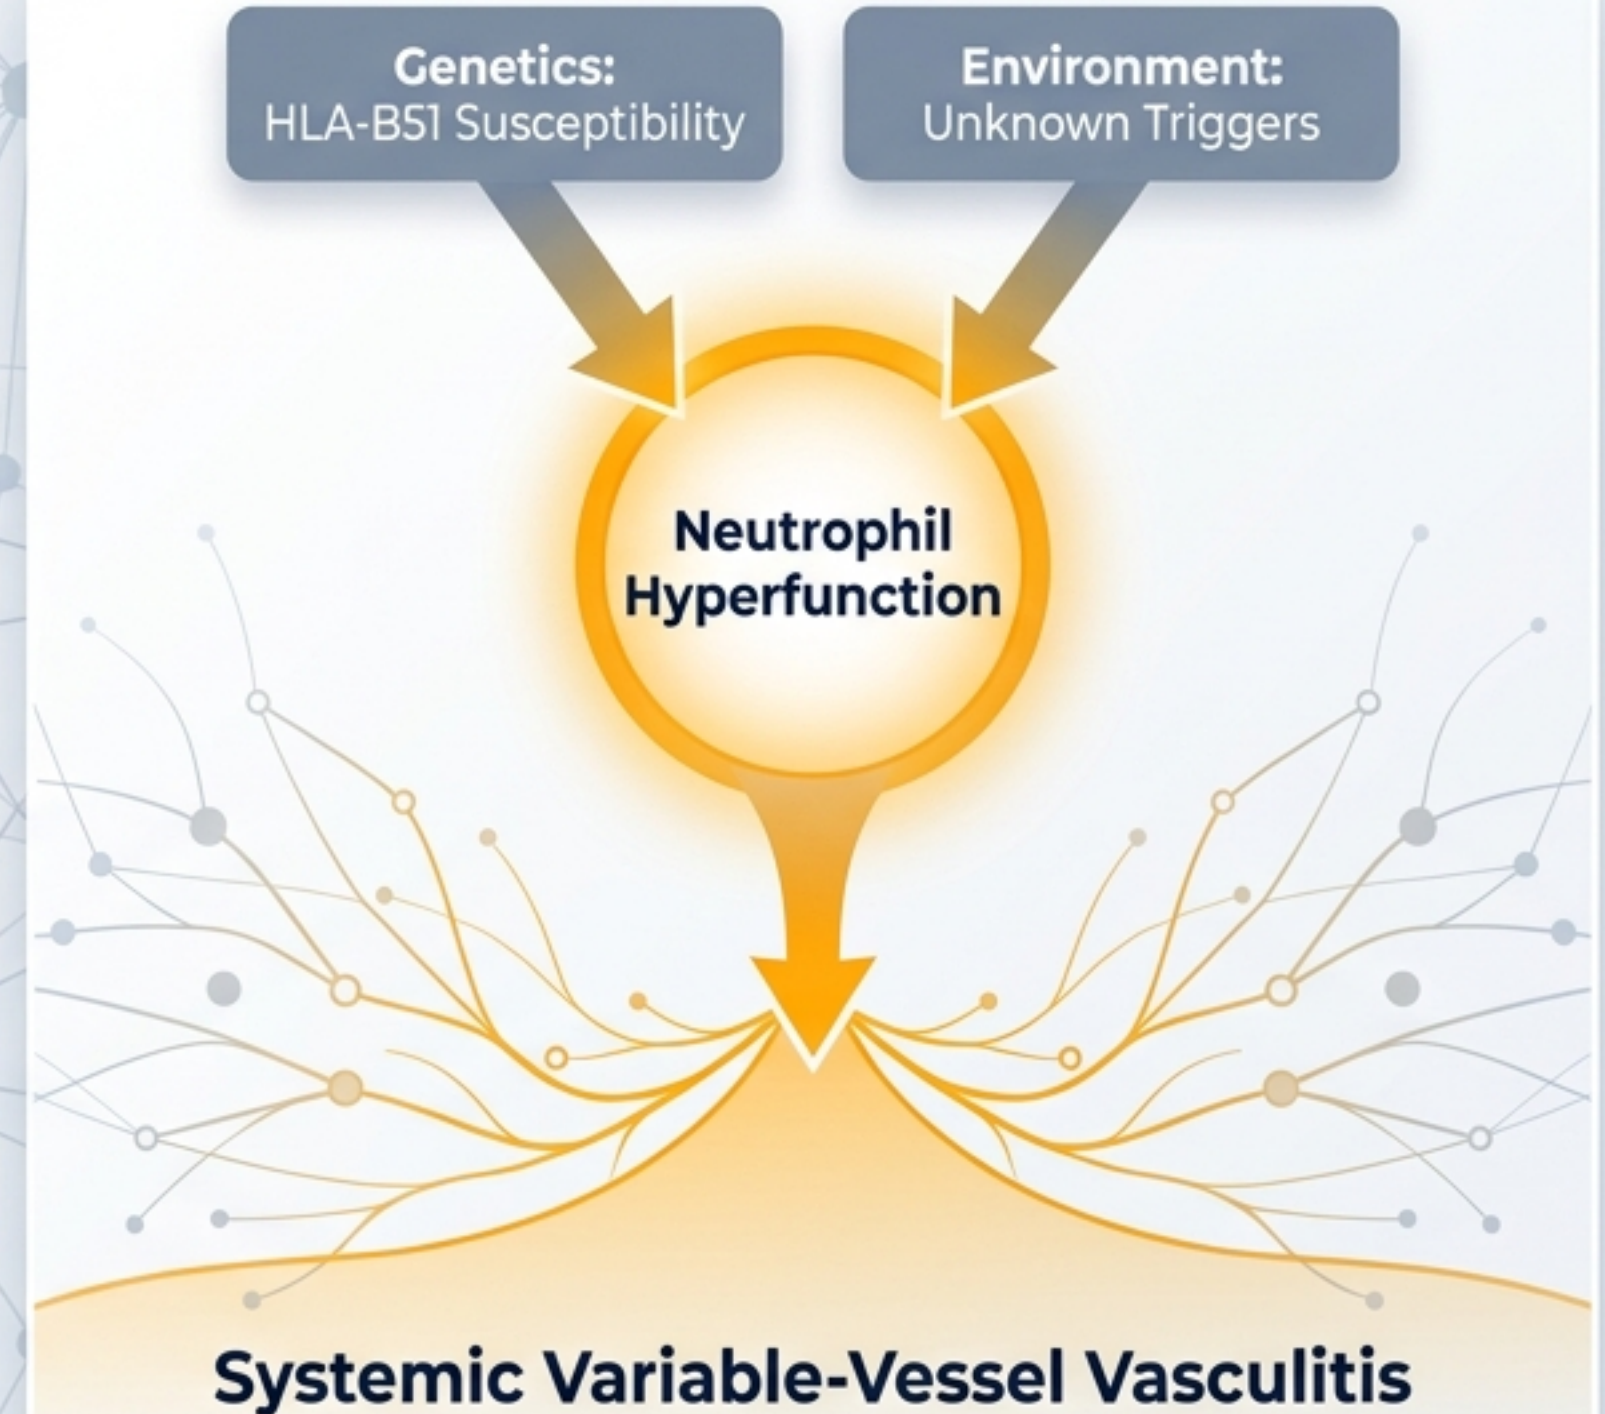 Genetics:
HLA-B51 Susceptibility
Environment:
Unknown Triggers
Neutrophil
Hyperfunction
Systemic Variable-Vessel Vasculitis